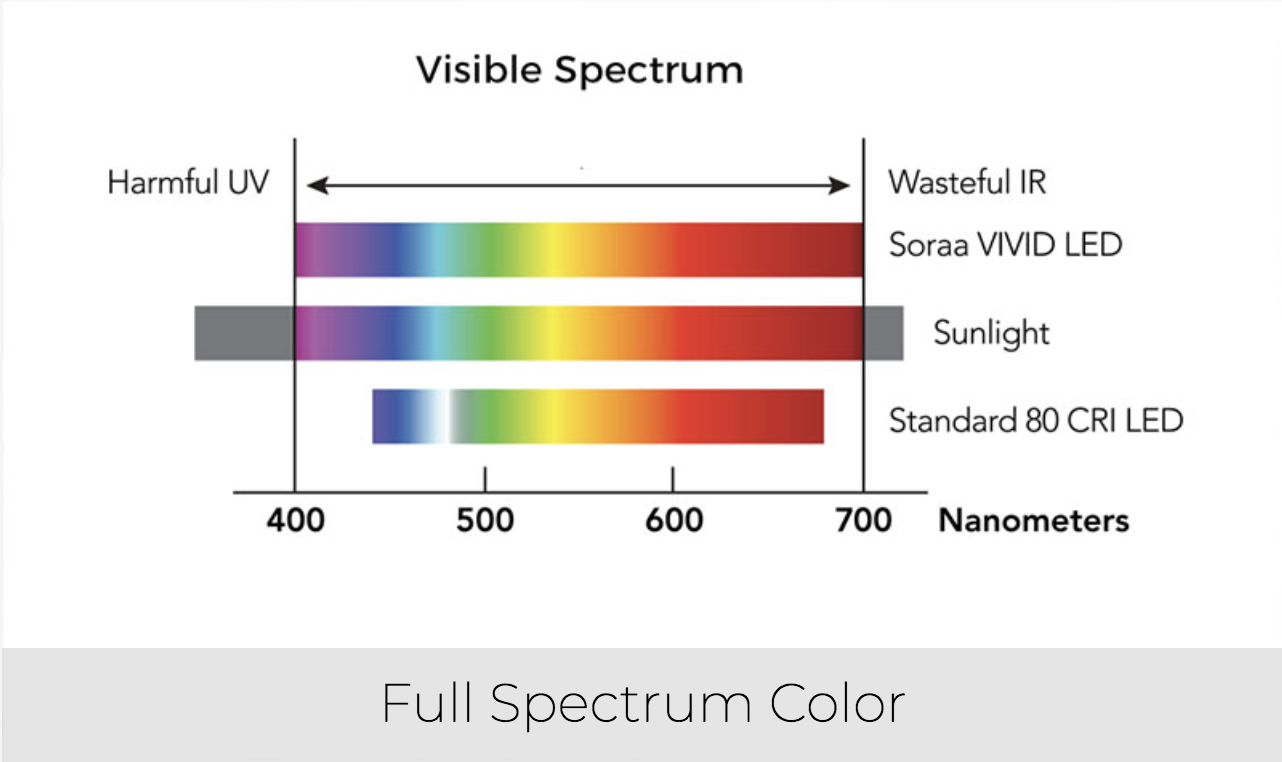 Visible Spectrum
Harmful UV
Wasteful IR
Soraa VIVID LED
Sunlight
Standard 80 CRI LED
400 500 600 700 Nanometers
Full Spectrum Color